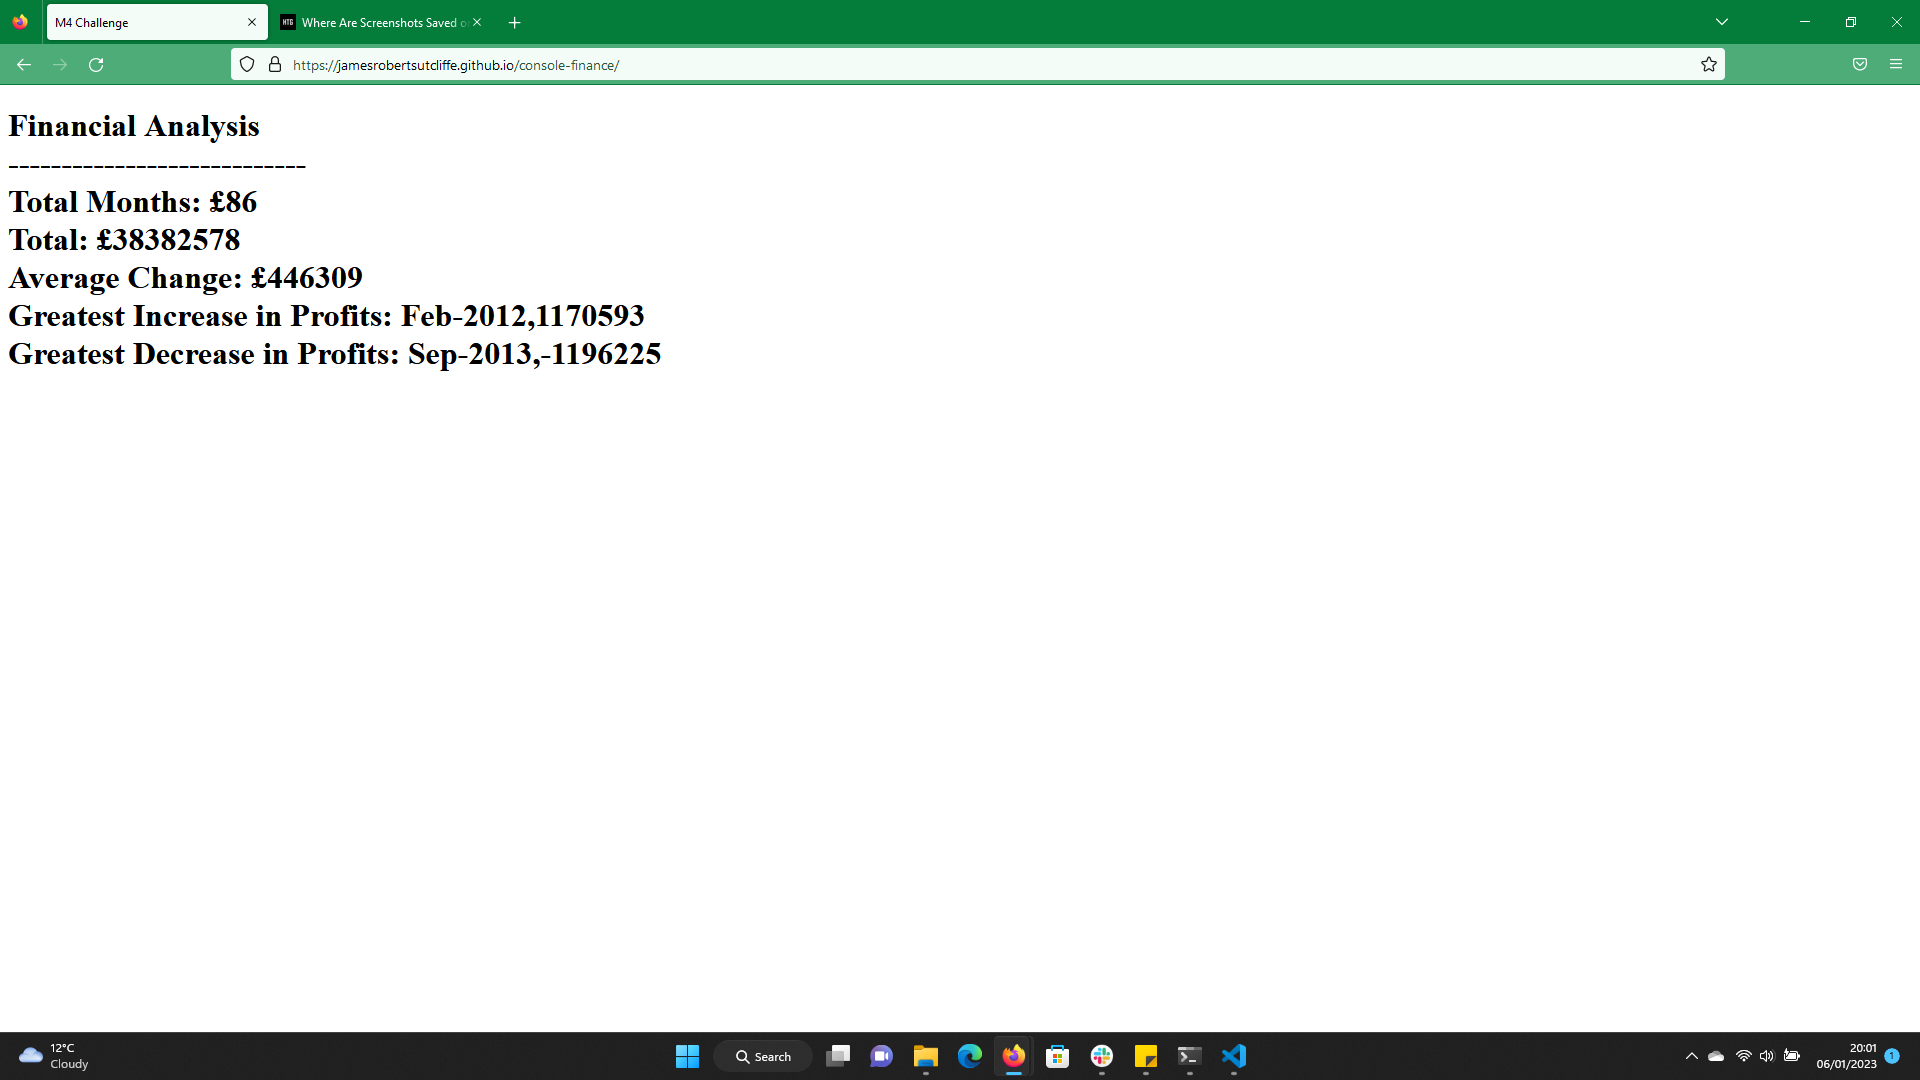 M4 Challenge
HTG Where Are Screenshots Saved o
https://jamesrobertsutcliffe.github.io/console-finance/
Financial Analysis
----------------------------
Total Months: £86
Total: £38382578
Average Change: £446309
Greatest Increase in Profits: Feb-2012,1170593
Greatest Decrease in Profits: Sep-2013,-1196225
12°C
Cloudy
Search
20:01
06/01/2023
1